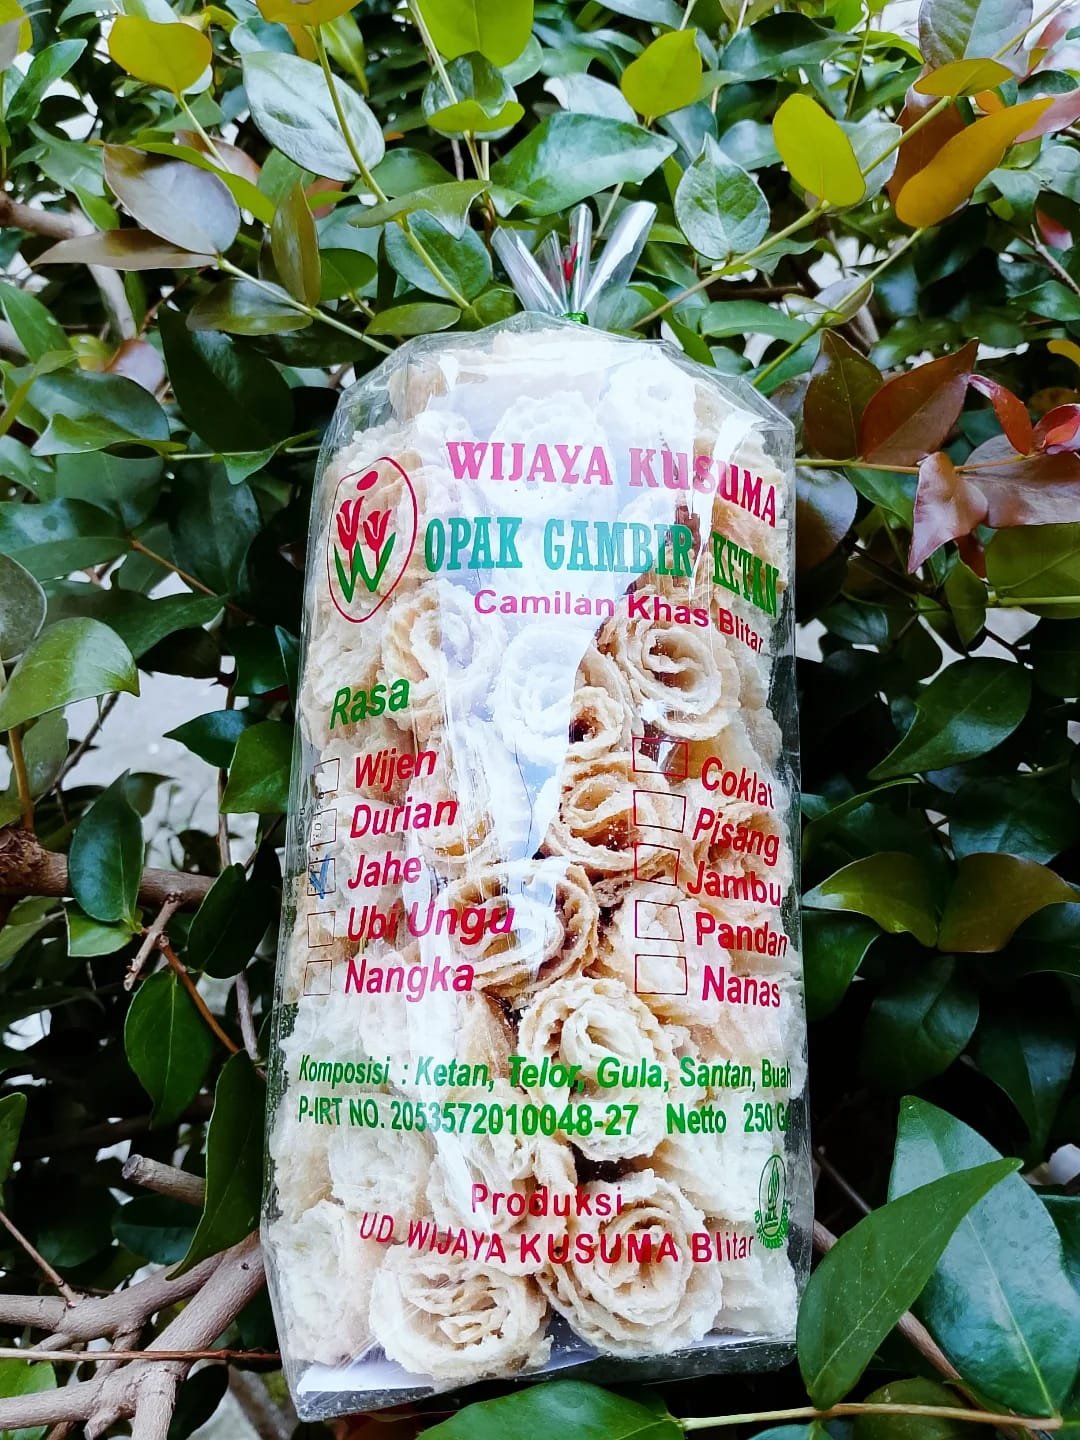 WIJAYA KUSUMA
OPAK GAMBIR KETAN
Camilan Khas Blitar
W
Rasa
Wijen
Durian
Jahe
Ubi Ungu
Nangka
Coklat
Pisang
Jambu
Pandan
Nanas
Komposisi : Ketan, Telor, Gula, Santan, Buah
P-IRT NO. 2053572010048-27 Netto 250 G
Produksi
UD WIJAYA KUSUMA Blitar